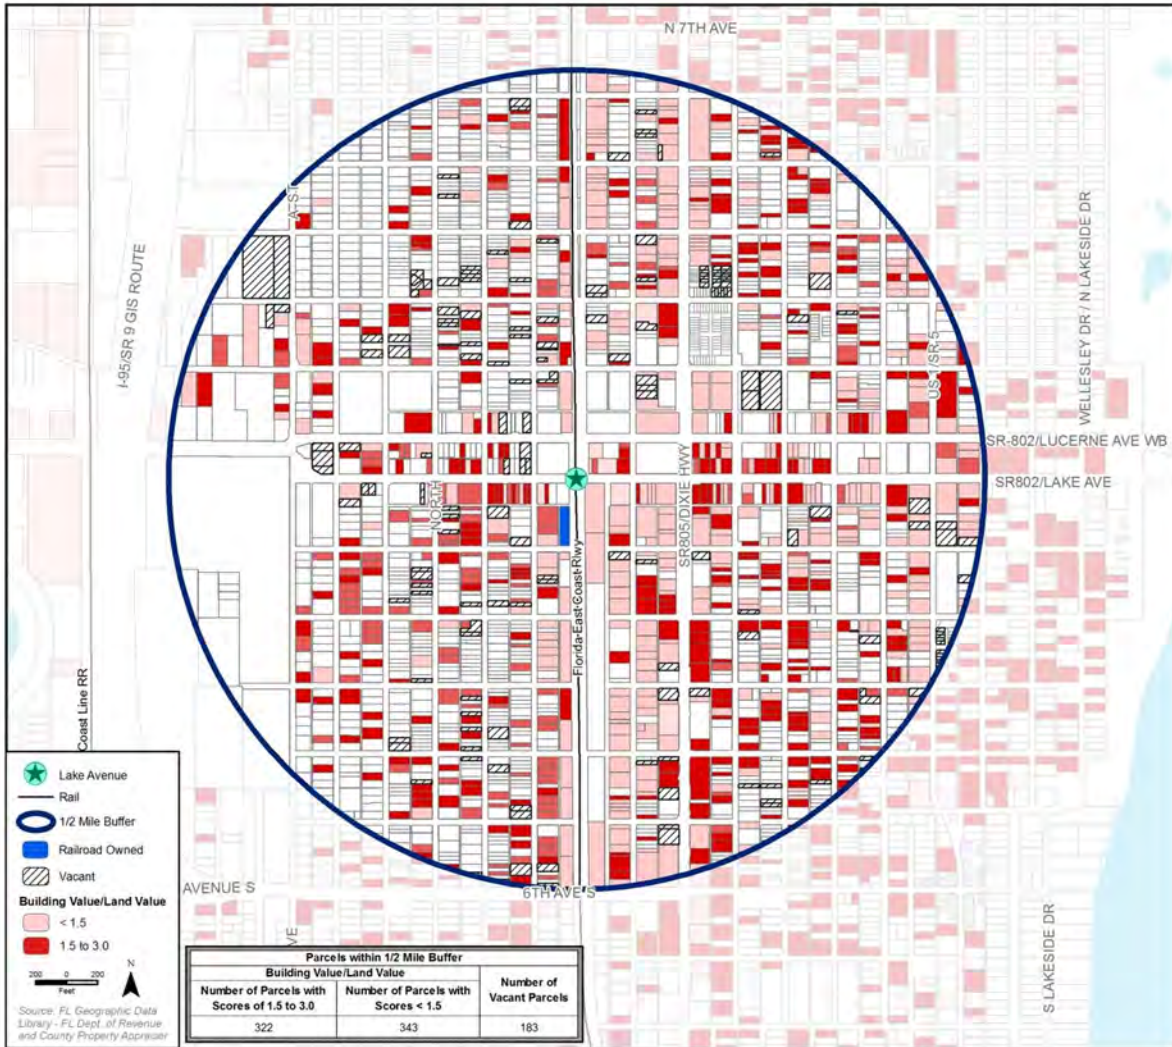 N 7TH AVE
A ST
I-95/SR 9 GIS ROUTE
WELLESLEY DR / N LAKESIDE DR
US 1/SR-5
SR-802/LUCERNE AVE WB
SR802/LAKE AVE
NORTH
SR805/DIXIE HWY
Florida East Coast Rlwy
Coast Line RR
AVENUE S
6TH AVE S
AVE
S LAKESIDE DR
Lake Avenue
Rail
1/2 Mile Buffer
Railroad Owned
Vacant
Building Value/Land Value
< 1.5
1.5 to 3.0
200 0 200
Feet
N
Source: FL Geographic Data
Library - FL Dept. of Revenue
and County Property Appraiser
Parcels within 1/2 Mile Buffer
Building Value/Land Value
Number of Parcels with
Scores of 1.5 to 3.0
Number of Parcels with
Scores < 1.5
Number of
Vacant Parcels
322 343 183